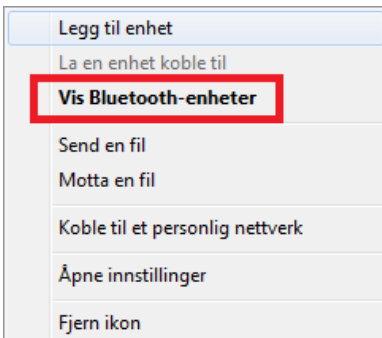 Legg til enhet
La en enhet koble til
Vis Bluetooth-enheter
Send en fil
Motta en fil
Koble til et personlig nettverk
Åpne innstillinger
Fjern ikon